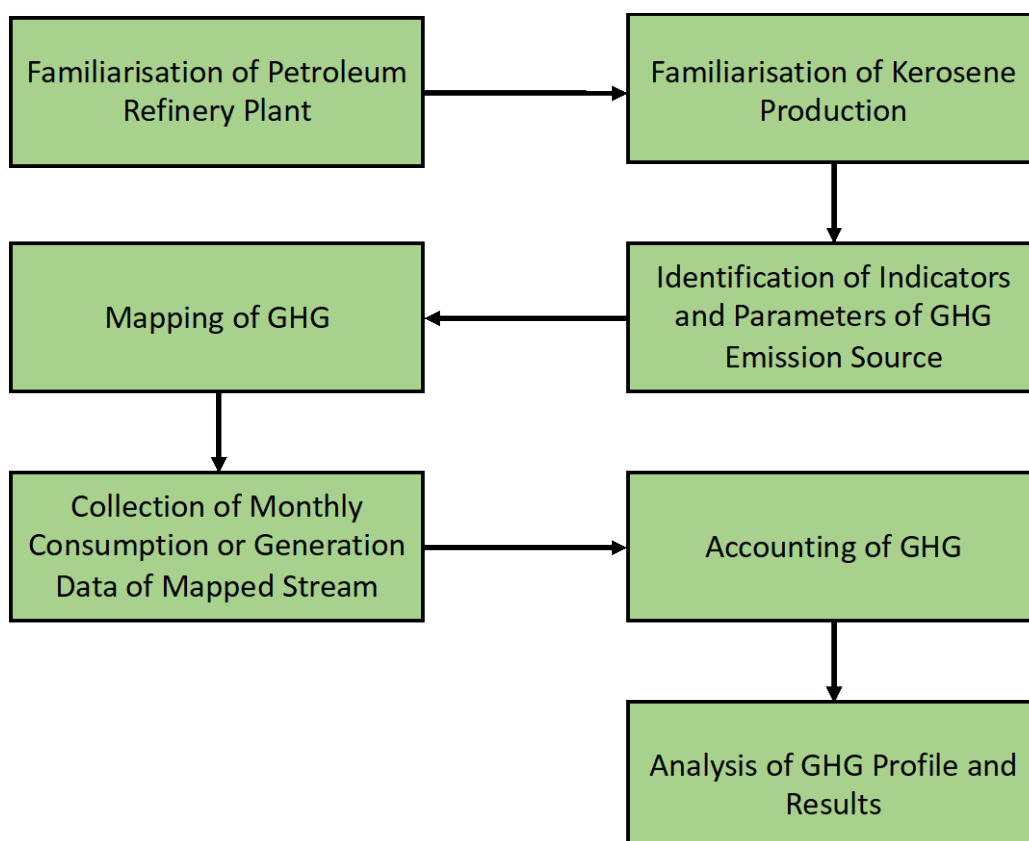 Familiarisation of Petroleum
Refinery Plant
Familiarisation of Kerosene
Production
Identification of Indicators
and Parameters of GHG
Emission Source
Mapping of GHG
Collection of Monthly
Consumption or Generation
Data of Mapped Stream
Accounting of GHG
Analysis of GHG Profile and
Results